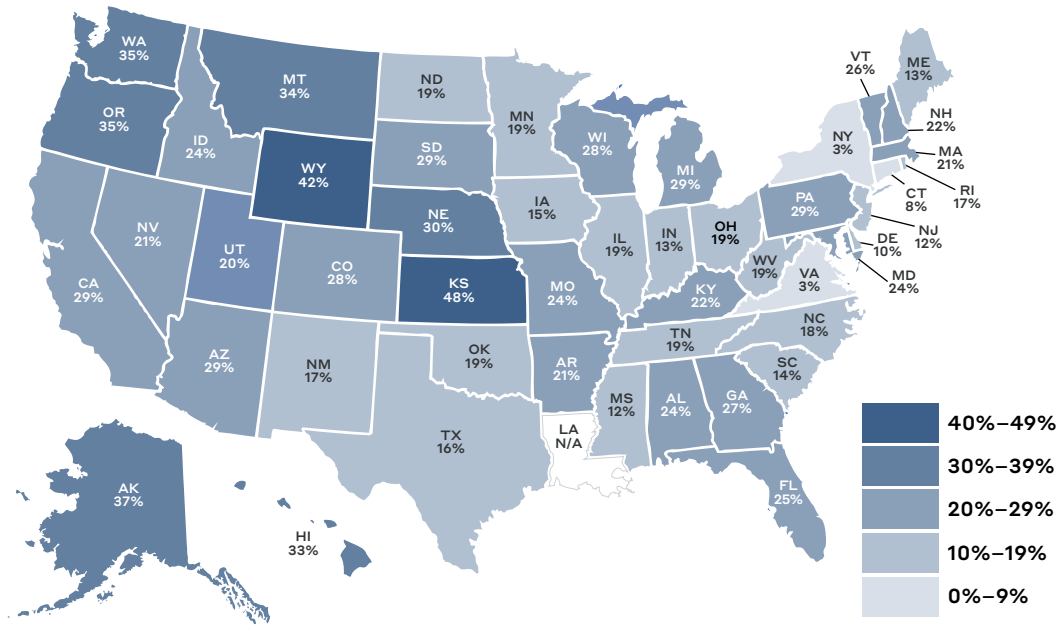 WA
35%
OR
35%
CA
29%
NV
21%
ID
24%
MT
34%
WY
42%
UT
20%
AZ
29%
CO
28%
NM
17%
ND
19%
SD
29%
NE
30%
KS
48%
OK
19%
TX
16%
MN
19%
IA
15%
MO
24%
AR
21%
LA
N/A
WI
28%
IL
19%
MI
29%
IN
13%
OH
19%
KY
22%
TN
19%
MS
12%
AL
24%
GA
27%
FL
25%
SC
14%
NC
18%
VA
3%
WV
19%
PA
29%
NY
3%
VT
26%
ME
13%
NH
22%
MA
21%
RI
17%
CT
8%
NJ
12%
DE
10%
MD
24%
AK
37%
HI
33%
40%–49%
30%–39%
20%–29%
10%–19%
0%–9%